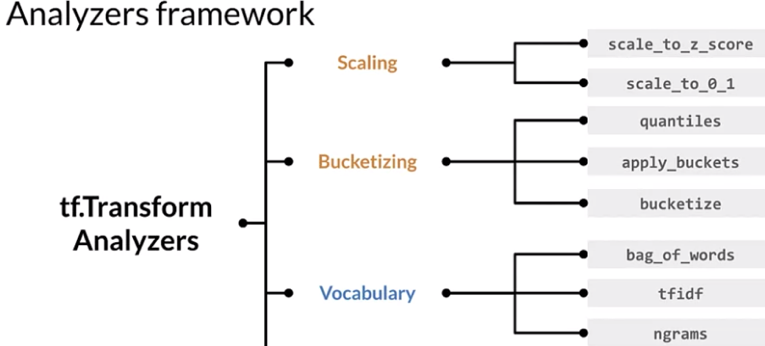 Analyzers framework
Scaling
scale_to_z_score
scale_to_0_1
Bucketizing
quantiles
apply_buckets
bucketize
tf.Transform
Analyzers
Vocabulary
bag_of_words
tfidf
ngrams